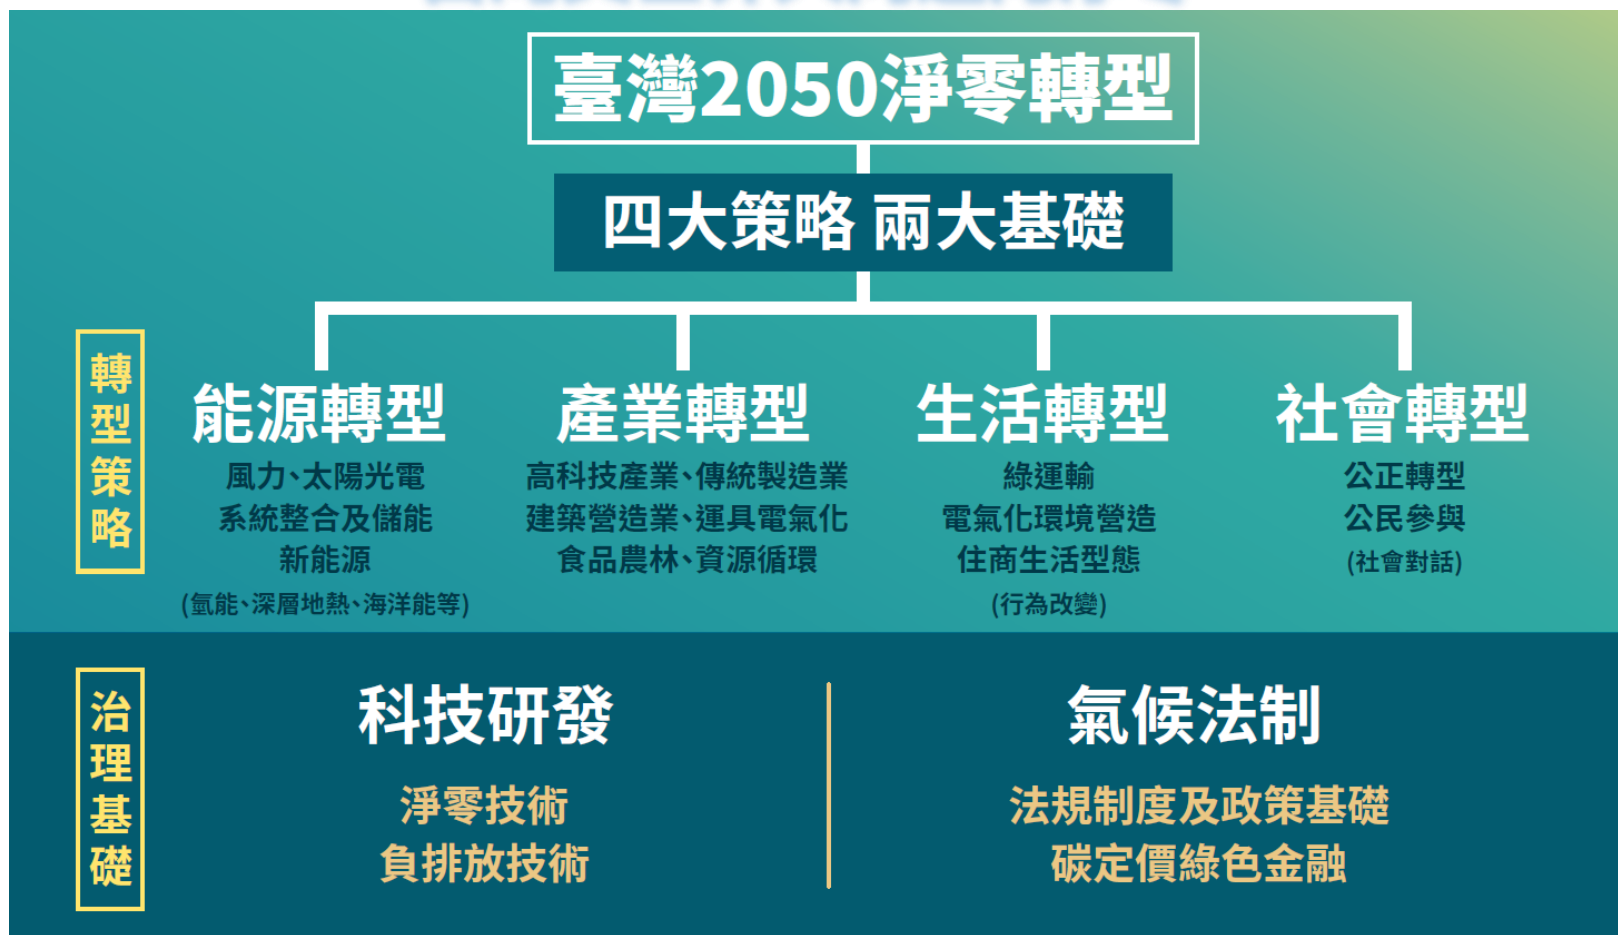 臺灣2050淨零轉型
四大策略 兩大基礎
轉型策略
能源轉型
風力、太陽光電
系統整合及儲能
新能源
(氫能、深層地熱、海洋能等)
產業轉型
高科技產業、傳統製造業
建築營造業、運具電氣化
食品農林、資源循環
生活轉型
綠運輸
電氣化環境營造
住商生活型態
(行為改變)
社會轉型
公正轉型
公民參與
(社會對話)
治理基礎
科技研發
淨零技術
負排放技術
氣候法制
法規制度及政策基礎
碳定價綠色金融